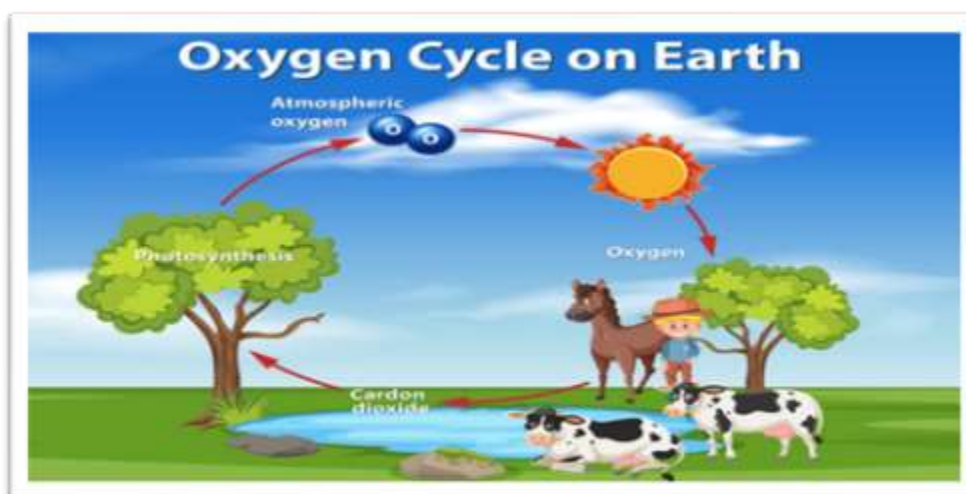 Oxygen Cycle on Earth
Atmospheric
oxygen
O O
Photosynthesis
Oxygen
Cardon
dioxide